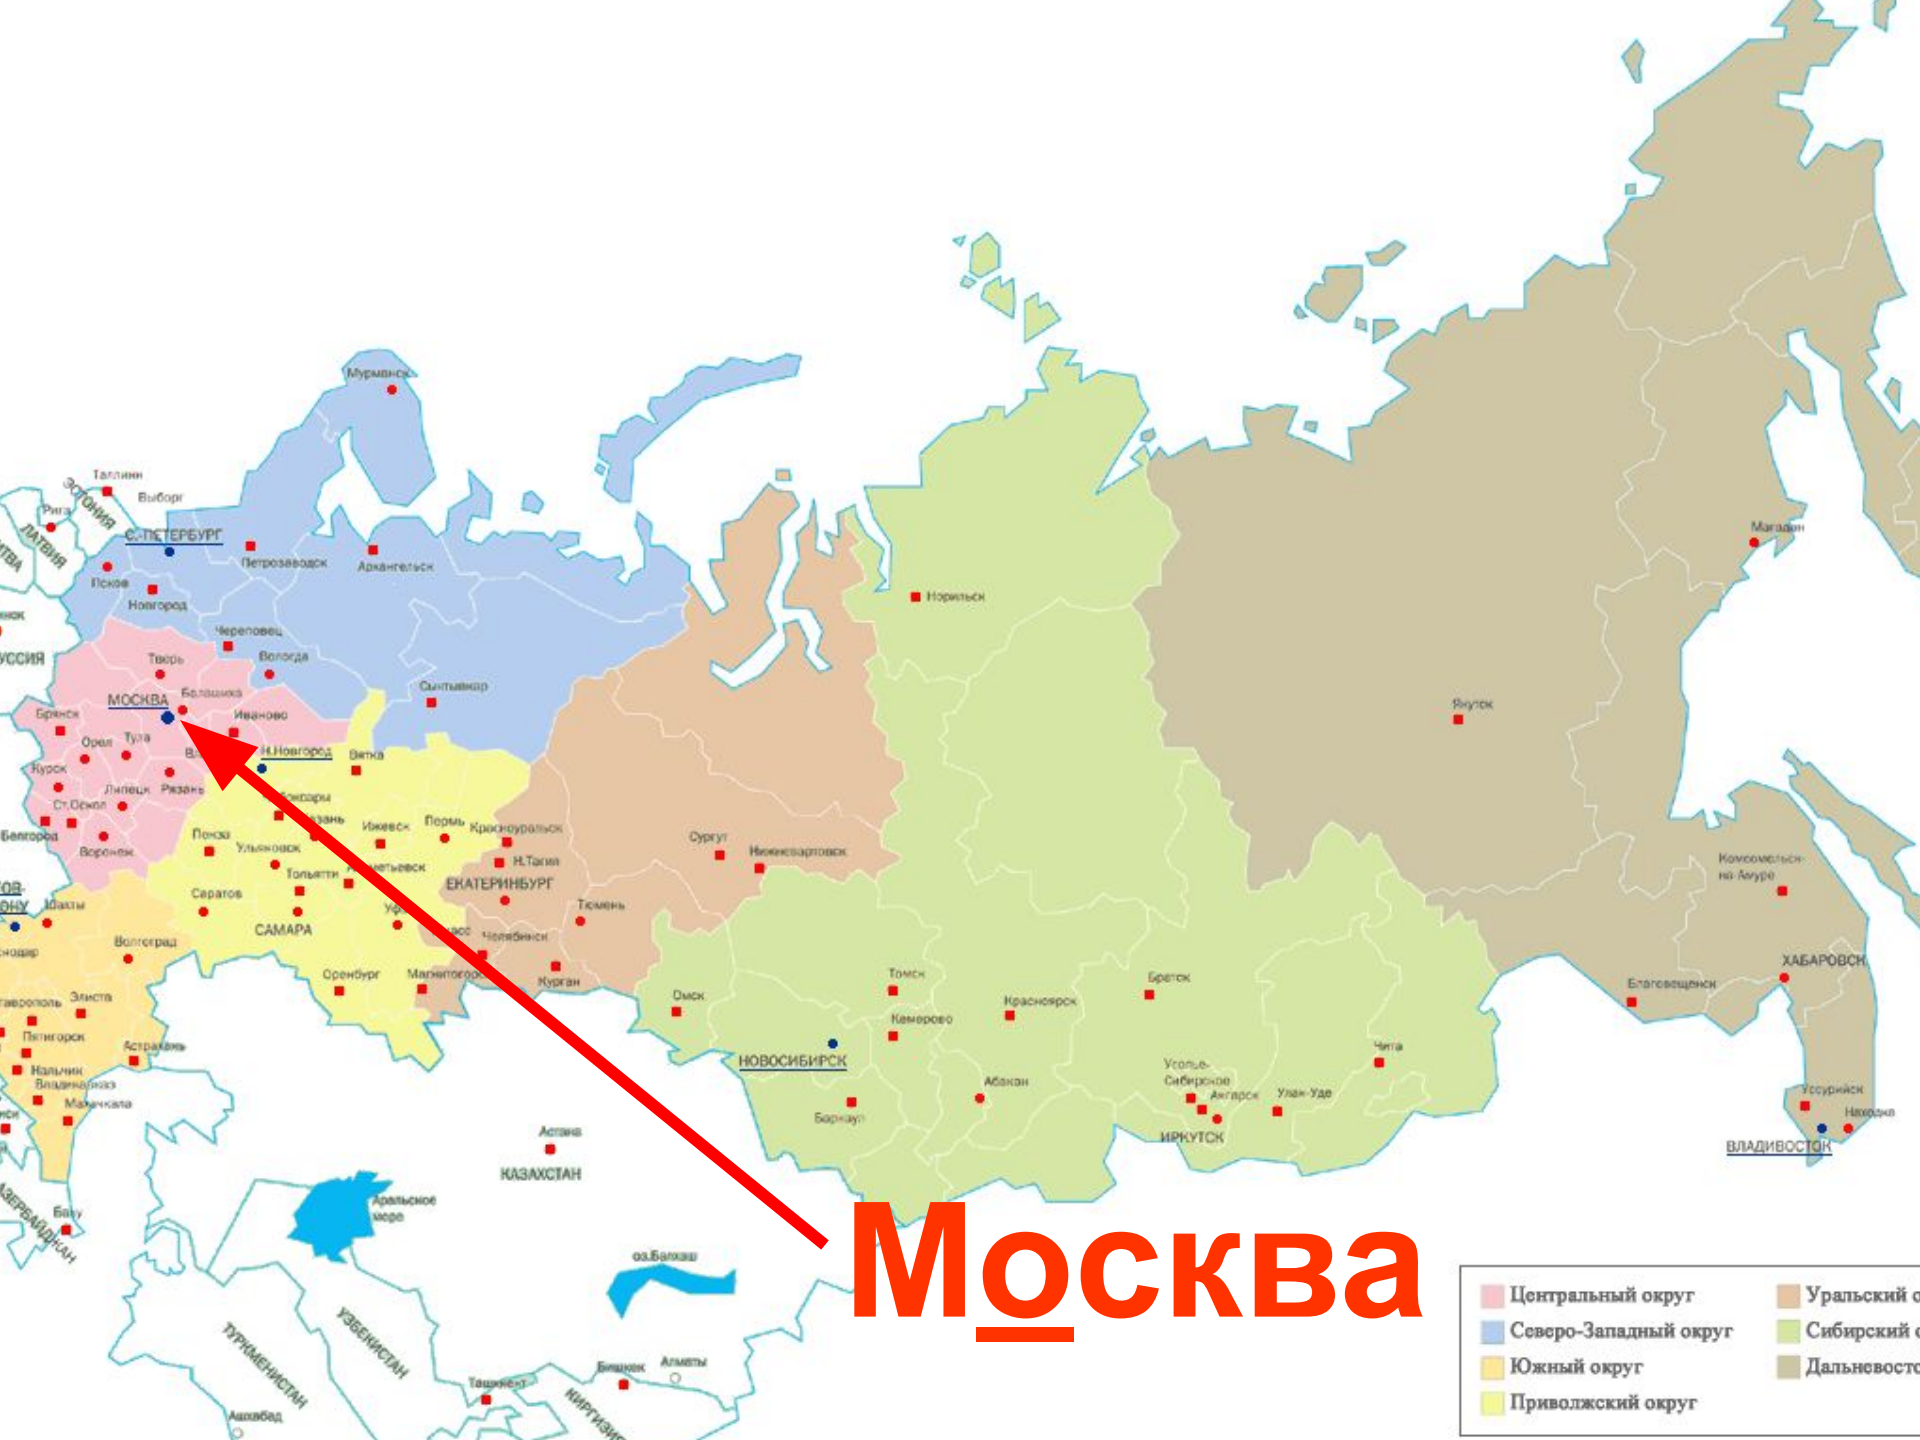 Мурманск
Таллинн
Выборг
ЭСТОНИЯ
Рига
ЛАТВИЯ
С.-ПЕТЕРБУРГ
Петрозаводск
Архангельск
Псков
Новгород
Норильск
Магадан
Череповец
Вологда
Тверь
Сыктывкар
МОСКВА
Балашиха
Иваново
Якутск
Брянск
Орел
Тула
Н.Новгород
Вятка
Курск
Липецк
Рязань
Ст.Оскол
Белгород
Воронеж
Пенза
Ульяновск
Ижевск
Пермь
Красноуральск
Сургут
Нижневартовск
Н.Тагил
Тольятти
ЕКАТЕРИНБУРГ
Комсомольск-
на-Амуре
Саратов
Тюмень
Шахты
САМАРА
Волгоград
Челябинск
ХАБАРОВСК
Оренбург
Курган
Томск
Братск
Благовещенск
Омск
Красноярск
Элиста
Кемерово
Пятигорск
Астрахань
НОВОСИБИРСК
Чита
Нальчик
Усолье-
Сибирское
Абакан
Ангарск
Улан-Удэ
Уссурийск
Махачкала
Барнаул
Находка
ИРКУТСК
ВЛАДИВОСТОК
Астана
КАЗАХСТАН
Аральское
море
Баку
АЗЕРБАЙДЖАН
оз.Балхаш
Москва
УЗБЕКИСТАН
ТУРКМЕНИСТАН
Бишкек
Алматы
Ташкент
Ашхабад
Центральный округ
Северо-Западный округ
Южный округ
Приволжский округ
Уральский о
Сибирский о
Дальневосто